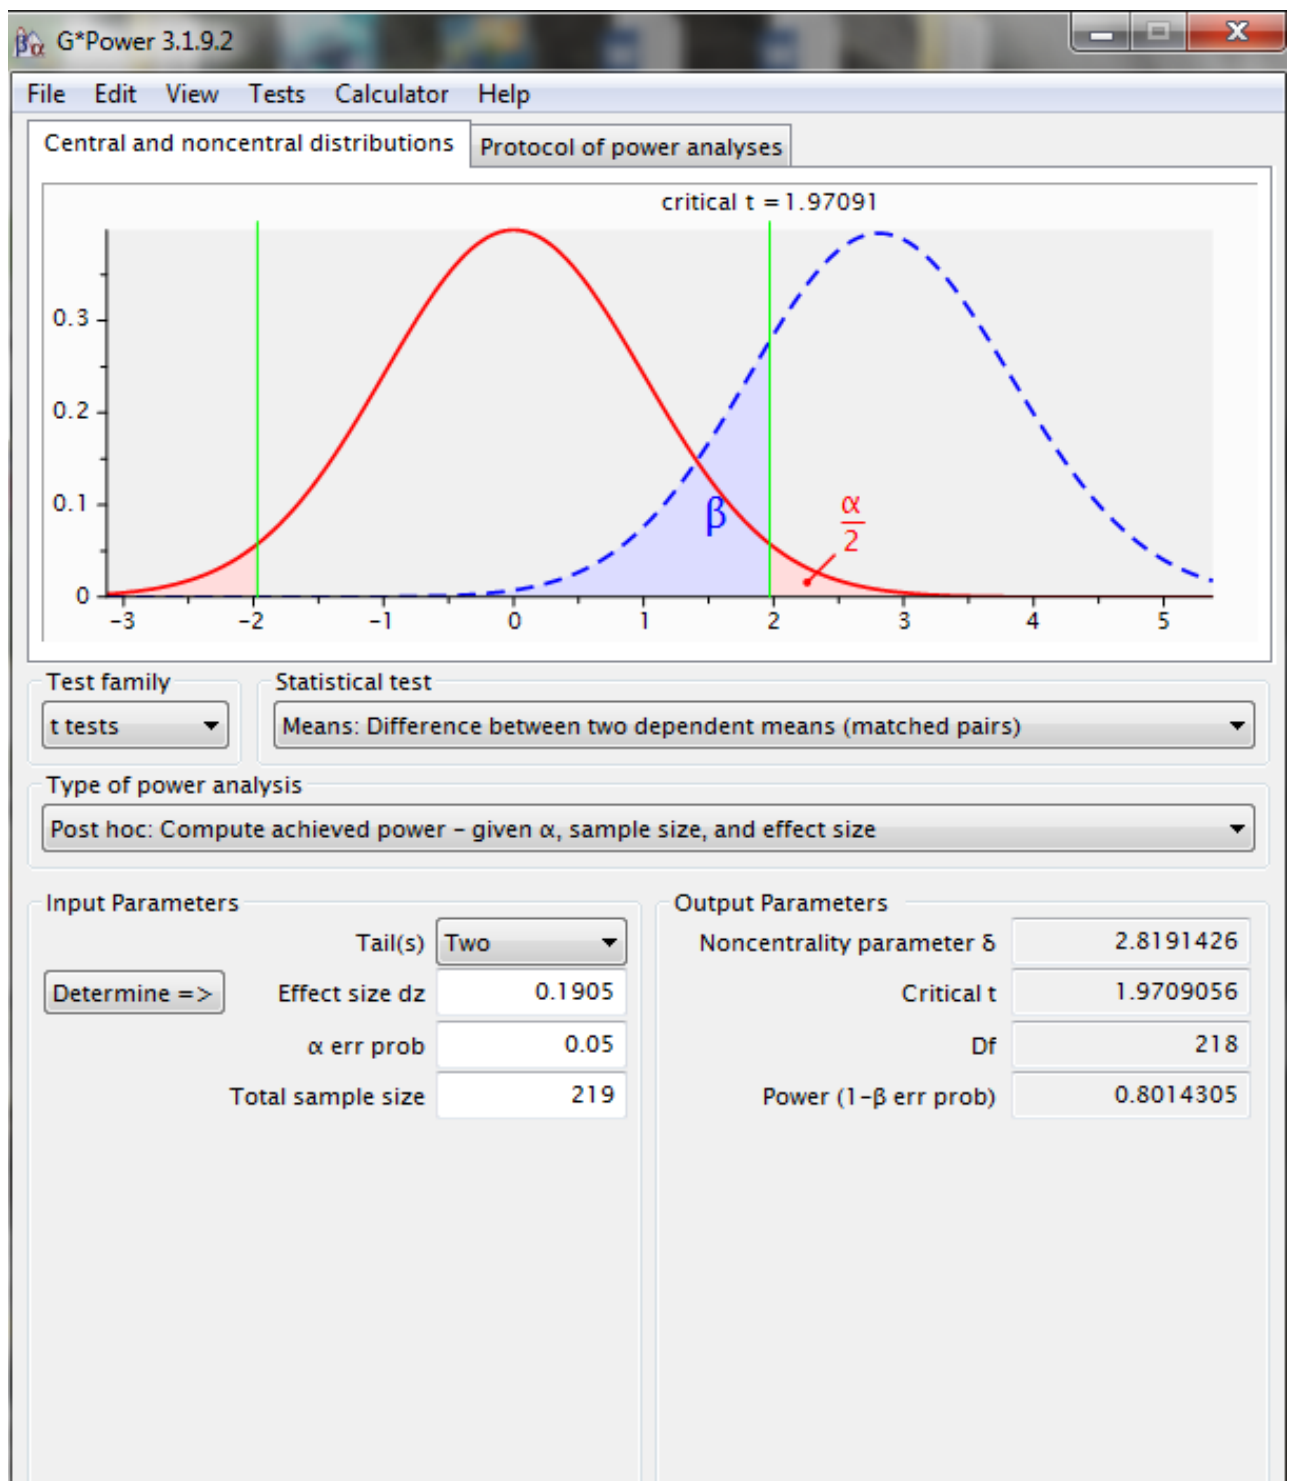 G*Power 3.1.9.2
File Edit View Tests Calculator Help
Central and noncentral distributions Protocol of power analyses
critical t = 1.97091
0.3
0.2
0.1
0
β
α
2
-3 -2 -1 0 1 2 3 4 5
Test family Statistical test
t tests Means: Difference between two dependent means (matched pairs)
Type of power analysis
Post hoc: Compute achieved power – given α, sample size, and effect size
Input Parameters Output Parameters
Tail(s) Two Noncentrality parameter δ 2.8191426
Determine => Effect size dz 0.1905 Critical t 1.9709056
α err prob 0.05 Df 218
Total sample size 219 Power (1-β err prob) 0.8014305